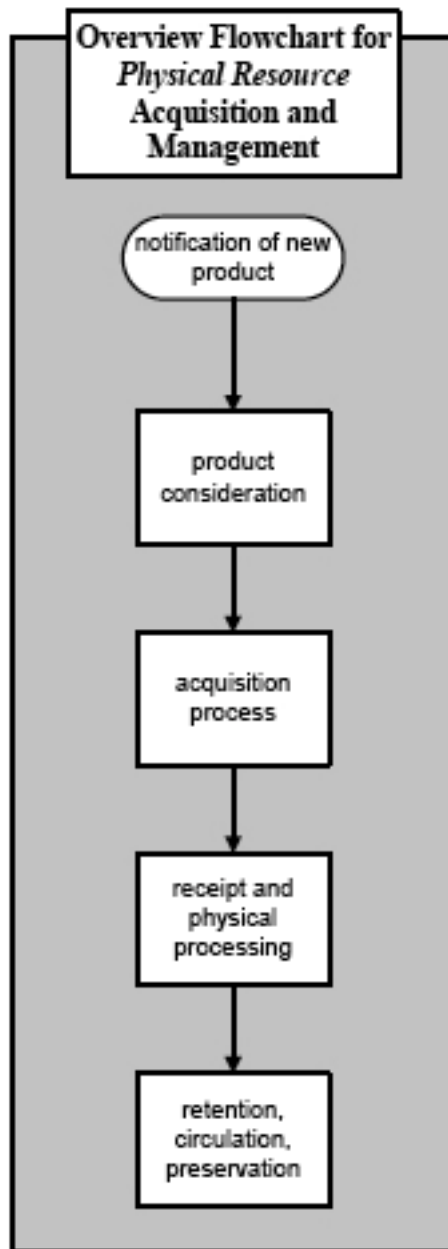 Overview Flowchart for
Physical Resource
Acquisition and
Management
notification of new
product
product
consideration
acquisition
process
receipt and
physical
processing
retention,
circulation,
preservation